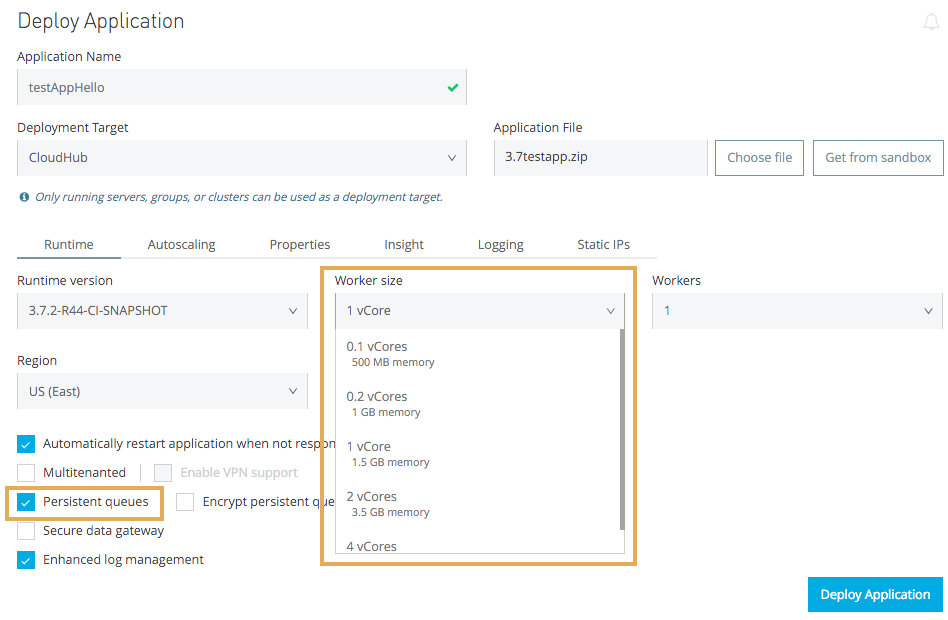 Deploy Application
Application Name
testAppHello
Deployment Target
Application File
CloudHub
3.7testapp.zip
Choose file
Get from sandbox
Only running servers, groups, or clusters can be used as a deployment target.
Runtime
Autoscaling
Properties
Insight
Logging
Static IPs
Runtime version
Worker size
Workers
3.7.2-R44-CI-SNAPSHOT
1 vCore
1
0.1 vCores
500 MB memory
0.2 vCores
1 GB memory
1 vCore
1.5 GB memory
2 vCores
3.5 GB memory
4 vCores
Region
US (East)
Automatically restart application when not respon
Multitenanted
Enable VPN support
Persistent queues
Encrypt persistent que
Secure data gateway
Enhanced log management
Deploy Application